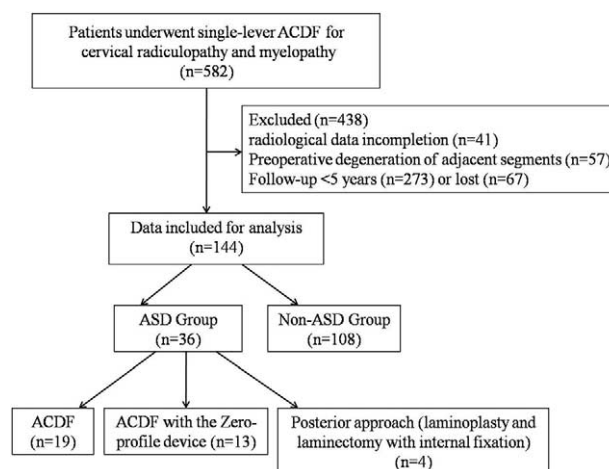 Patients underwent single-lever ACDF for
cervical radiculopathy and myelopathy
(n=582)
Excluded (n=438)
radiological data incompletion (n=41)
Preoperative degeneration of adjacent segments (n=57)
Follow-up <5 years (n=273) or lost (n=67)
Data included for analysis
(n=144)
ASD Group
(n=36)
Non-ASD Group
(n=108)
ACDF
(n=19)
ACDF with the Zero-
profile device (n=13)
Posterior approach (laminoplasty and
laminectomy with internal fixation)
(n=4)